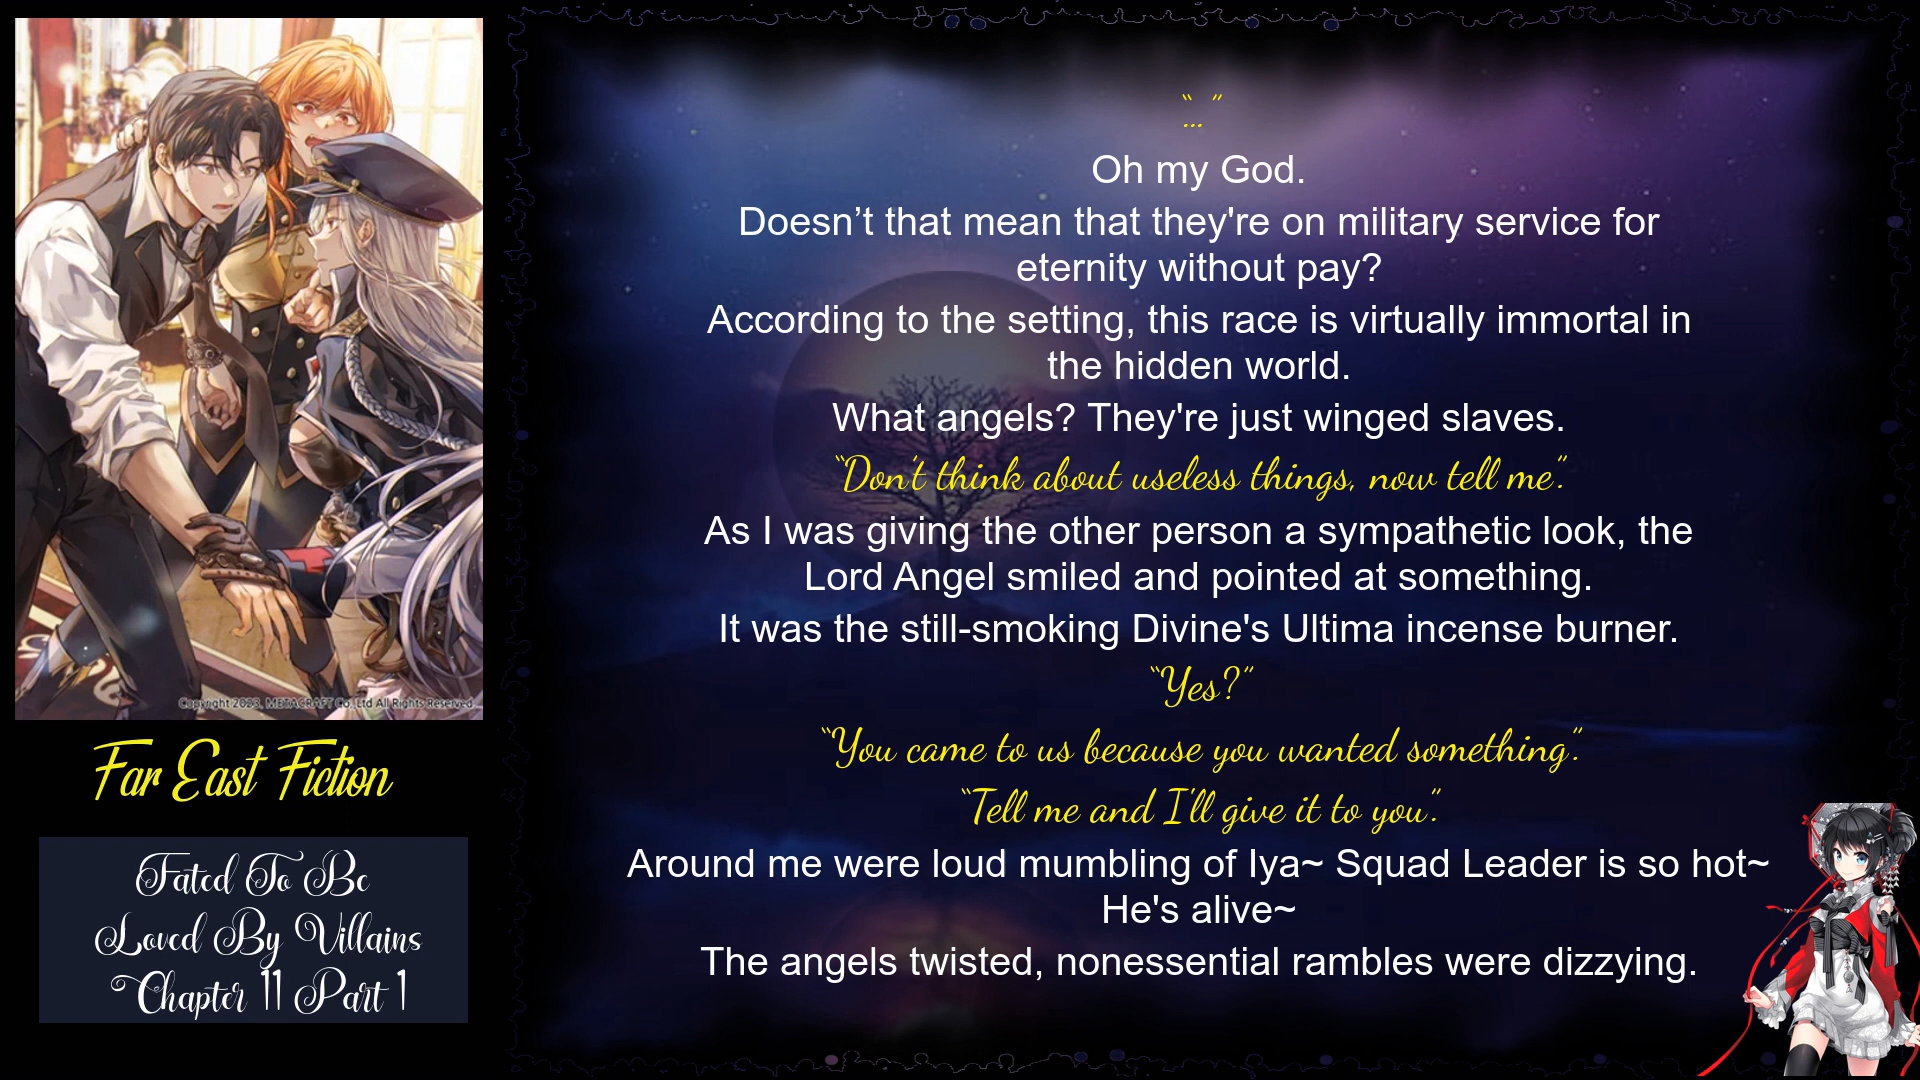 “...”
Oh my God.
Doesn’t that mean that they're on military service for
eternity without pay?
According to the setting, this race is virtually immortal in
the hidden world.
What angels? They're just winged slaves.
“Don't think about useless things, now tell me”.
As I was giving the other person a sympathetic look, the
Lord Angel smiled and pointed at something.
It was the still-smoking Divine's Ultima incense burner.
“Yes?”
“You came to us because you wanted something”.
“Tell me and I'll give it to you”.
Around me were loud mumbling of Iya~ Squad Leader is so hot~
He's alive~
The angels twisted, nonessential rambles were dizzying.
Copyright 2023. METACRAFT Co.,Ltd All Rights Reserved
Far East Fiction
Fated To Be
Loved By Villains
Chapter 11 Part 1